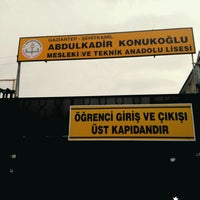 GAZİANTEP - ŞEHİTKAMİL
ABDULKADİR KONUKOĞLU
MESLEKİ VE TEKNİK ANADOLU LİSESİ
ÖĞRENCİ GİRİŞ VE ÇIKIŞI
ÜST KAPIDANDIR